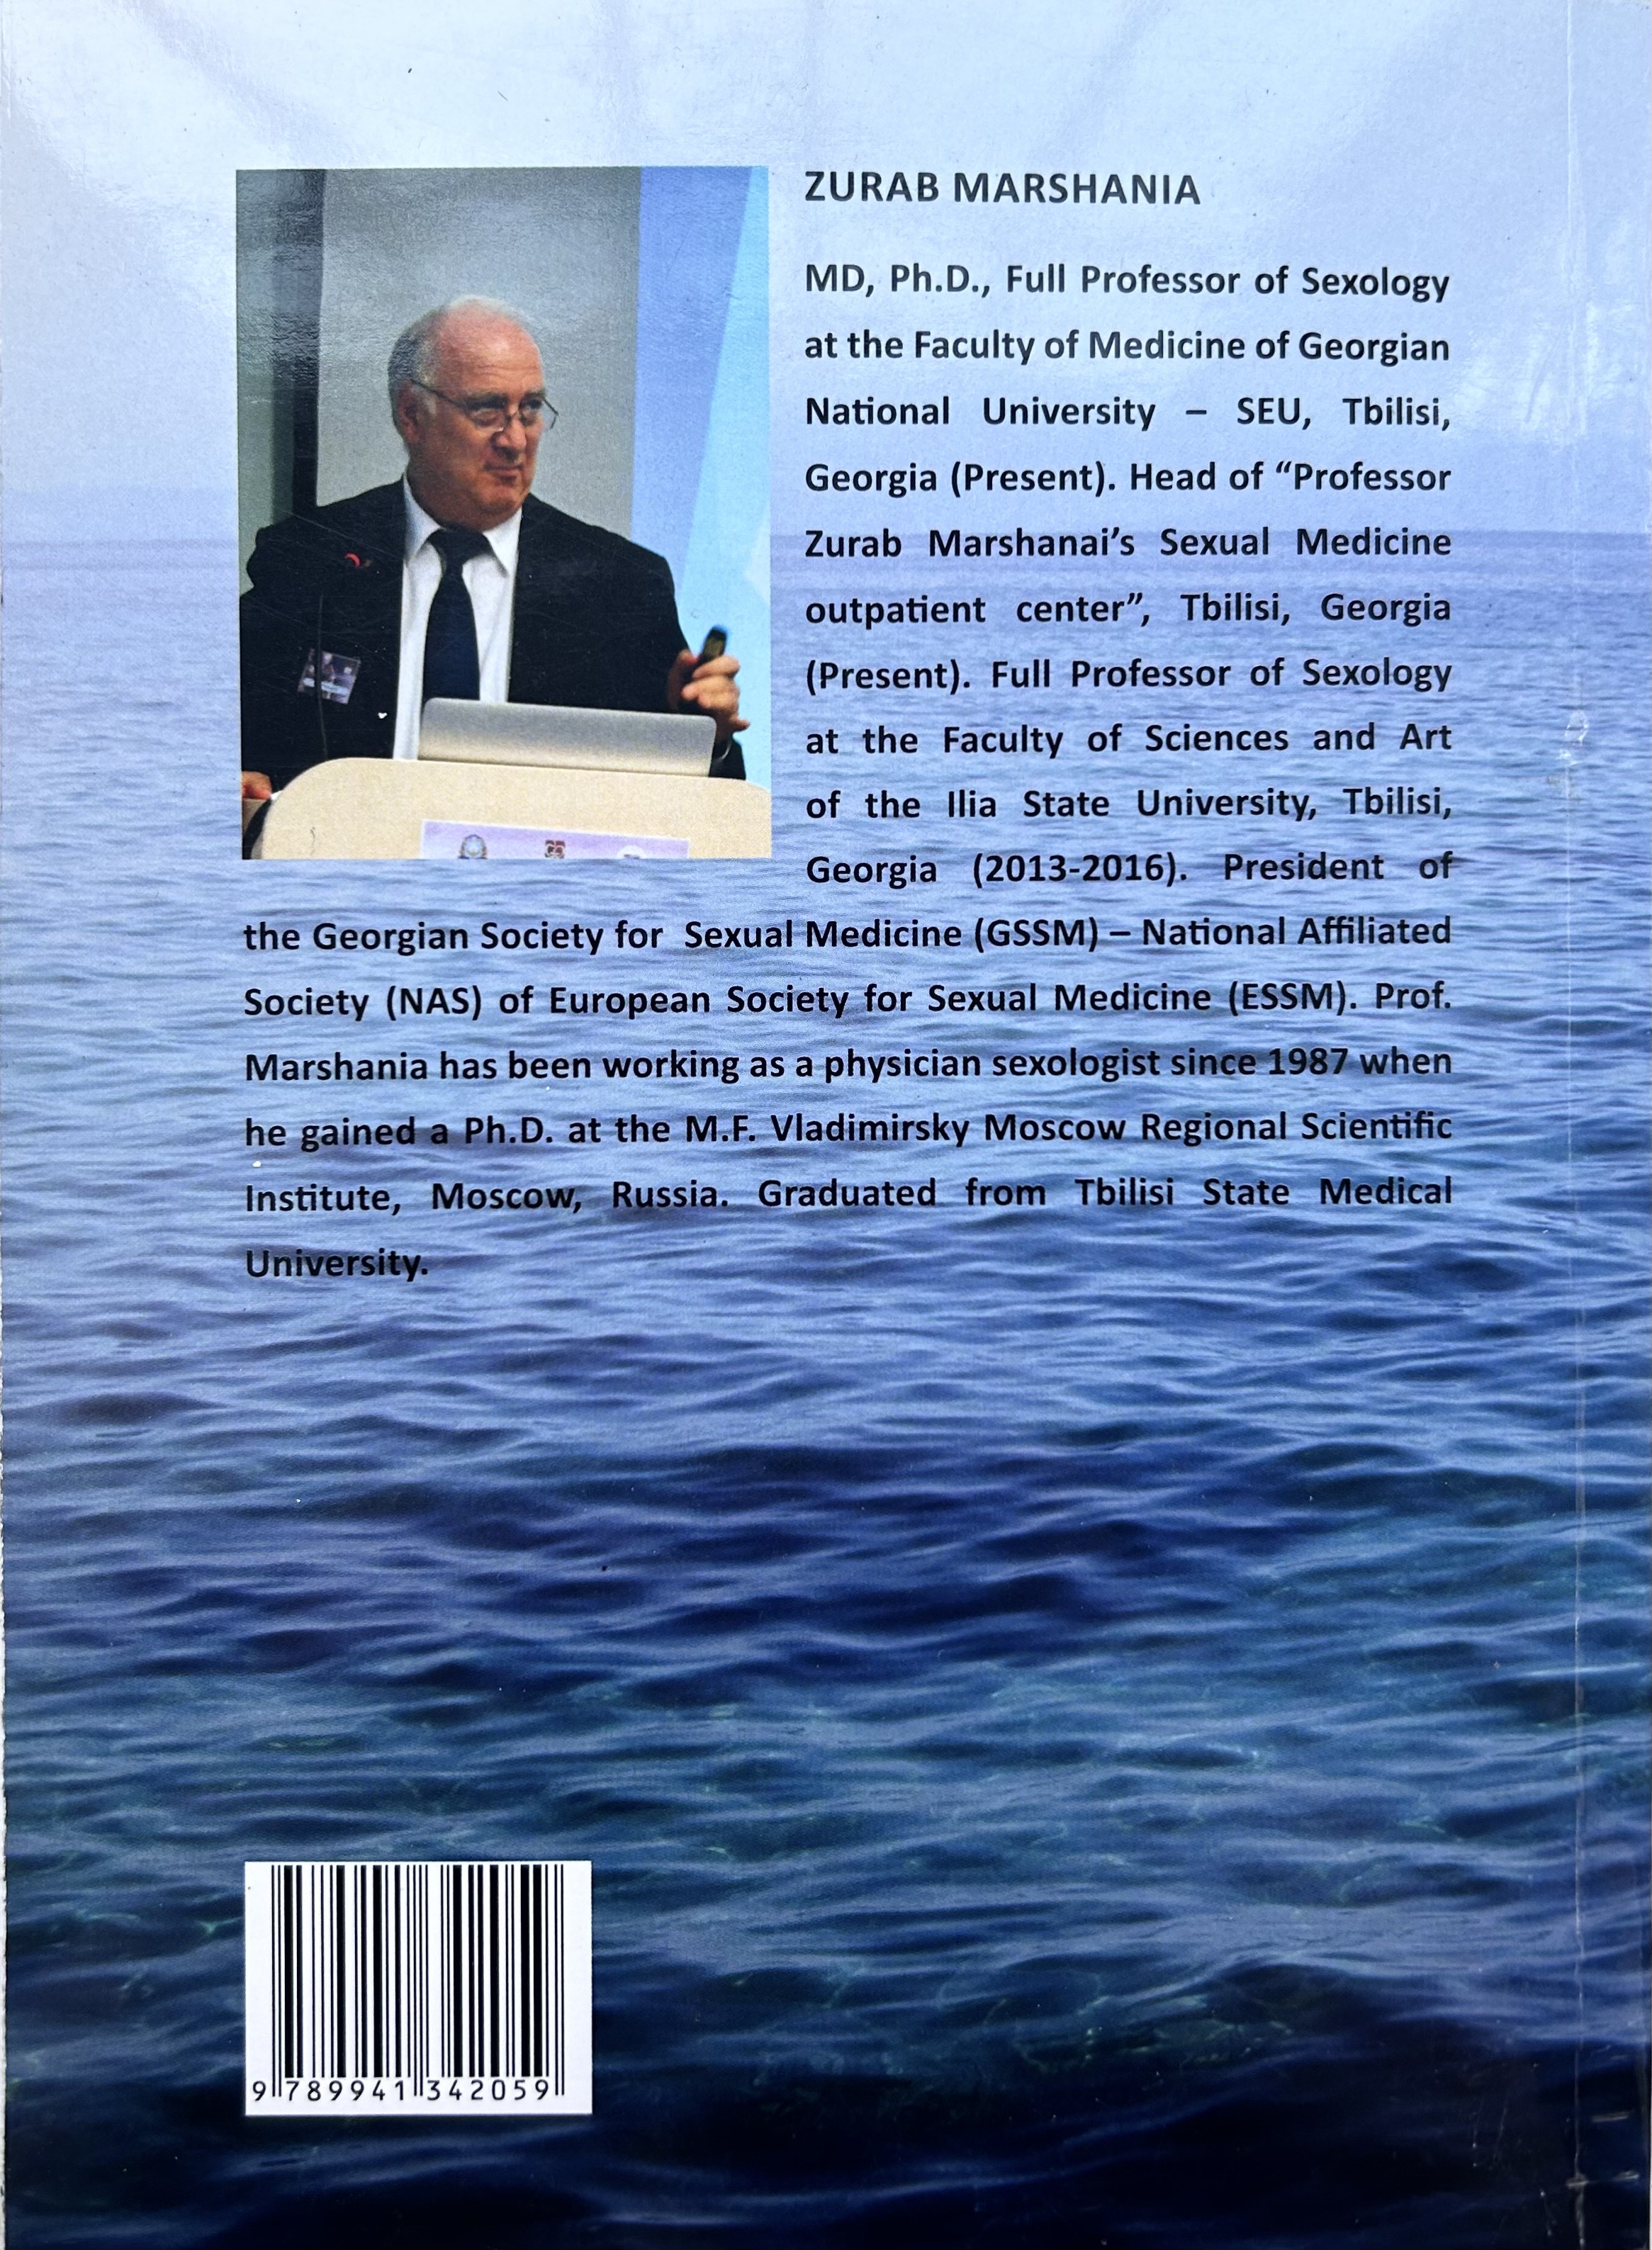 ZURAB MARSHANIA
MD, Ph.D., Full Professor of Sexology
at the Faculty of Medicine of Georgian
National University – SEU, Tbilisi,
Georgia (Present). Head of “Professor
Zurab Marshanai’s Sexual Medicine
outpatient center”, Tbilisi, Georgia
(Present). Full Professor of Sexology
at the Faculty of Sciences and Art
of the Ilia State University, Tbilisi,
Georgia (2013-2016). President of
the Georgian Society for Sexual Medicine (GSSM) – National Affiliated
Society (NAS) of European Society for Sexual Medicine (ESSM). Prof.
Marshania has been working as a physician sexologist since 1987 when
he gained a Ph.D. at the M.F. Vladimirsky Moscow Regional Scientific
Institute, Moscow, Russia. Graduated from Tbilisi State Medical
University.
9 789941 342059